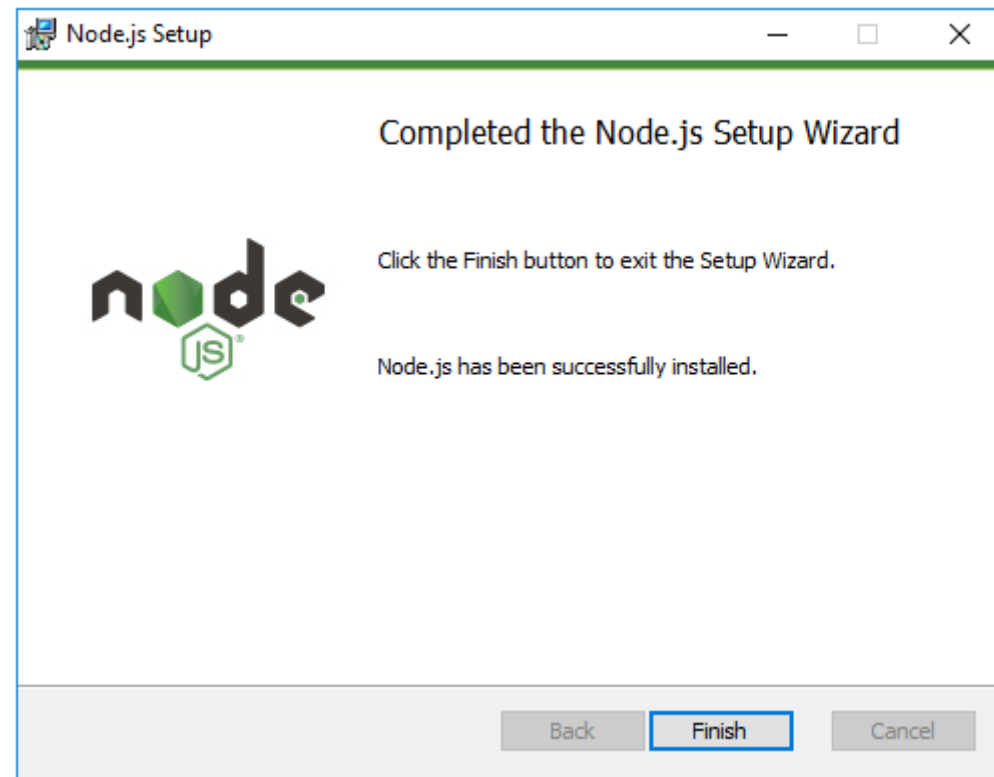 Node.js Setup
Completed the Node.js Setup Wizard
Click the Finish button to exit the Setup Wizard.
node
JS®
Node.js has been successfully installed.
Back Finish Cancel